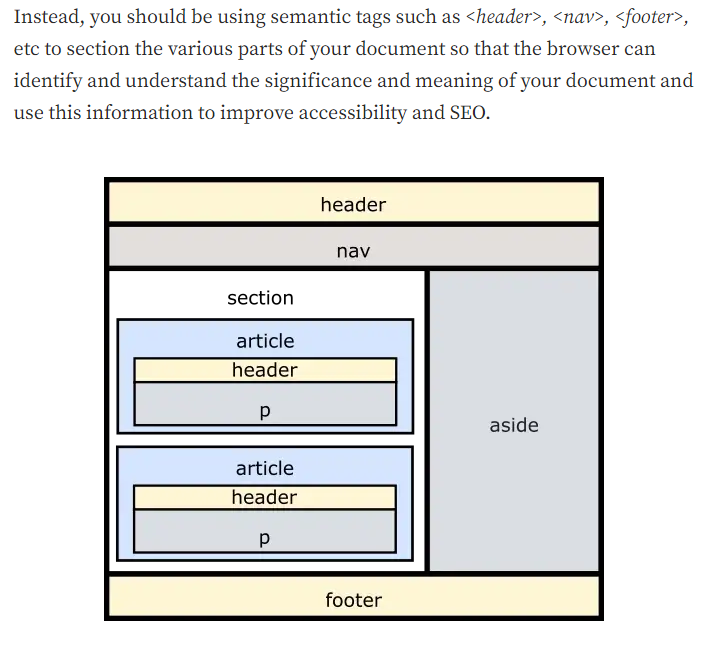 Instead, you should be using semantic tags such as <header>, <nav>, <footer>,
etc to section the various parts of your document so that the browser can
identify and understand the significance and meaning of your document and
use this information to improve accessibility and SEO.
header
nav
section
article
header
p
article
header
p
aside
footer